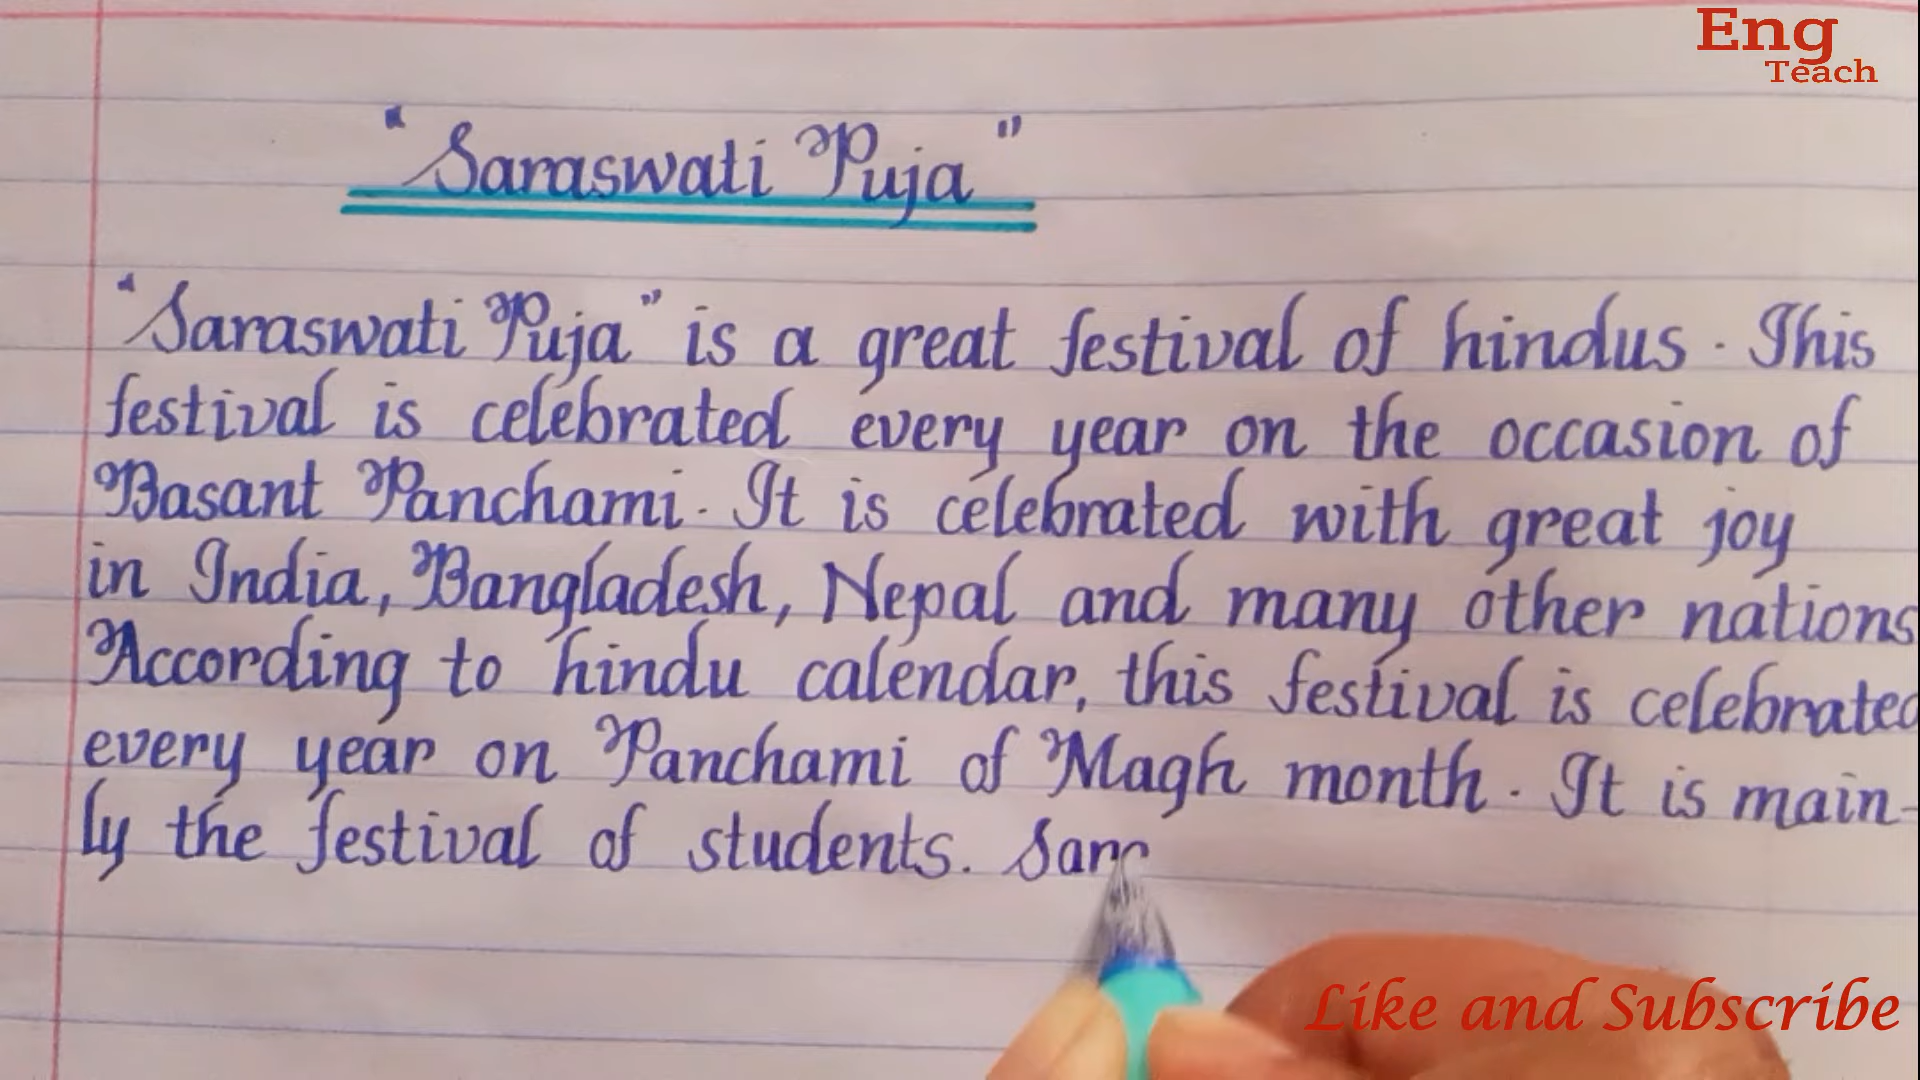 Eng
Teach
"Saraswati Puja"
"Saraswati Puja" is a great festival of hindus. This
festival is celebrated every year on the occasion of
Basant Panchami. It is celebrated with great joy
in India, Bangladesh, Nepal and many other nations
According to hindu calendar, this festival is celebrated
every year on Panchami of Magh month. It is main-
ly the festival of students. Sara
Like and Subscribe